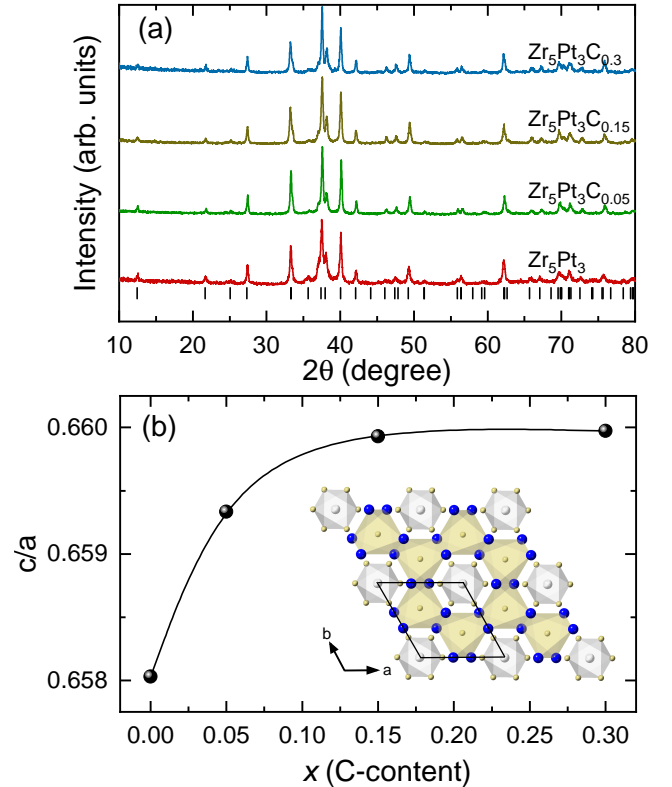 (a)
Zr5Pt3C0.3
Zr5Pt3C0.15
Zr5Pt3C0.05
Zr5Pt3
Intensity (arb. units)
10 20 30 40 50 60 70 80
2θ (degree)
(b)
0.660
0.659
0.658
c/a
b
a
0.00 0.05 0.10 0.15 0.20 0.25 0.30
x (C-content)